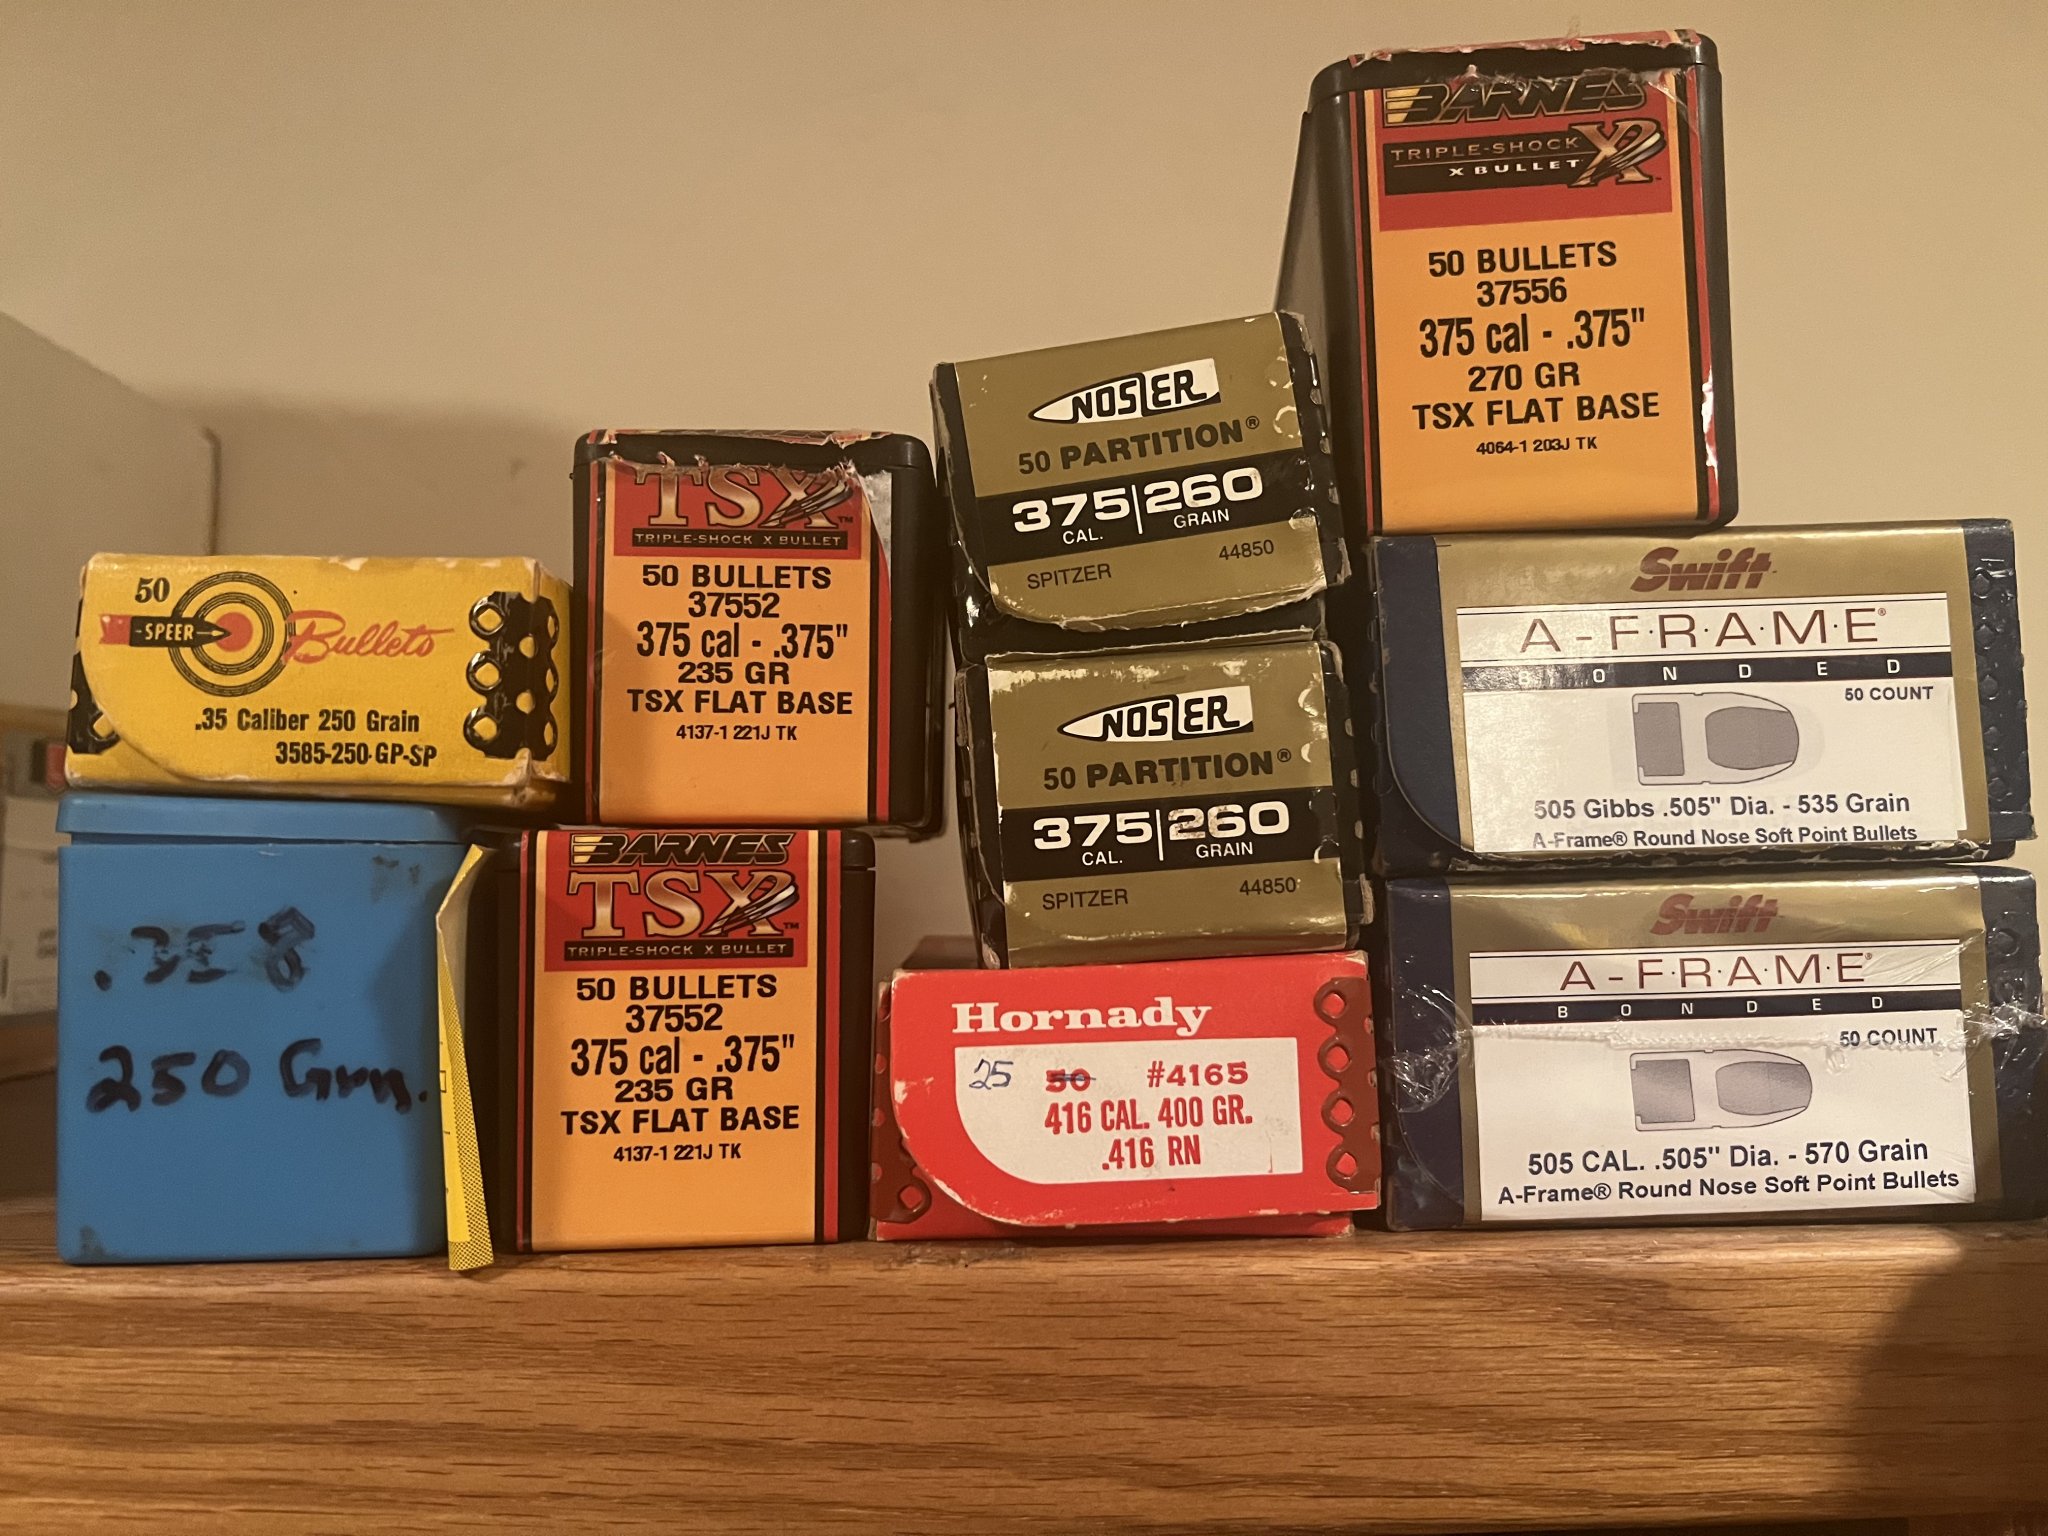 50
SPEER
Bullets
.35 Caliber 250 Grain
3585-250-GP-SP
.358
250 Grn.
TSX
TRIPLE-SHOCK X BULLET
50 BULLETS
37552
375 cal - .375"
235 GR
TSX FLAT BASE
4137-1 221J TK
BARNES
TSX
TRIPLE-SHOCK X BULLET
50 BULLETS
37552
375 cal - .375"
235 GR
TSX FLAT BASE
4137-1 221J TK
NOSLER
50 PARTITION®
375 260
CAL. GRAIN
SPITZER 44850
NOSLER
50 PARTITION®
375 260
CAL. GRAIN
SPITZER 44850
Hornady
25 50 #4165
416 CAL. 400 GR.
.416 RN
BARNES
TRIPLE-SHOCK X
X BULLET
50 BULLETS
37556
375 cal - .375"
270 GR
TSX FLAT BASE
4064-1 203J TK
Swift
A-F·R·A·M·E®
BONDED
50 COUNT
505 Gibbs .505" Dia. - 535 Grain
A-Frame® Round Nose Soft Point Bullets
Swift
A-F·R·A·M·E®
BONDED
50 COUNT
505 CAL. .505" Dia. - 570 Grain
A-Frame® Round Nose Soft Point Bullets